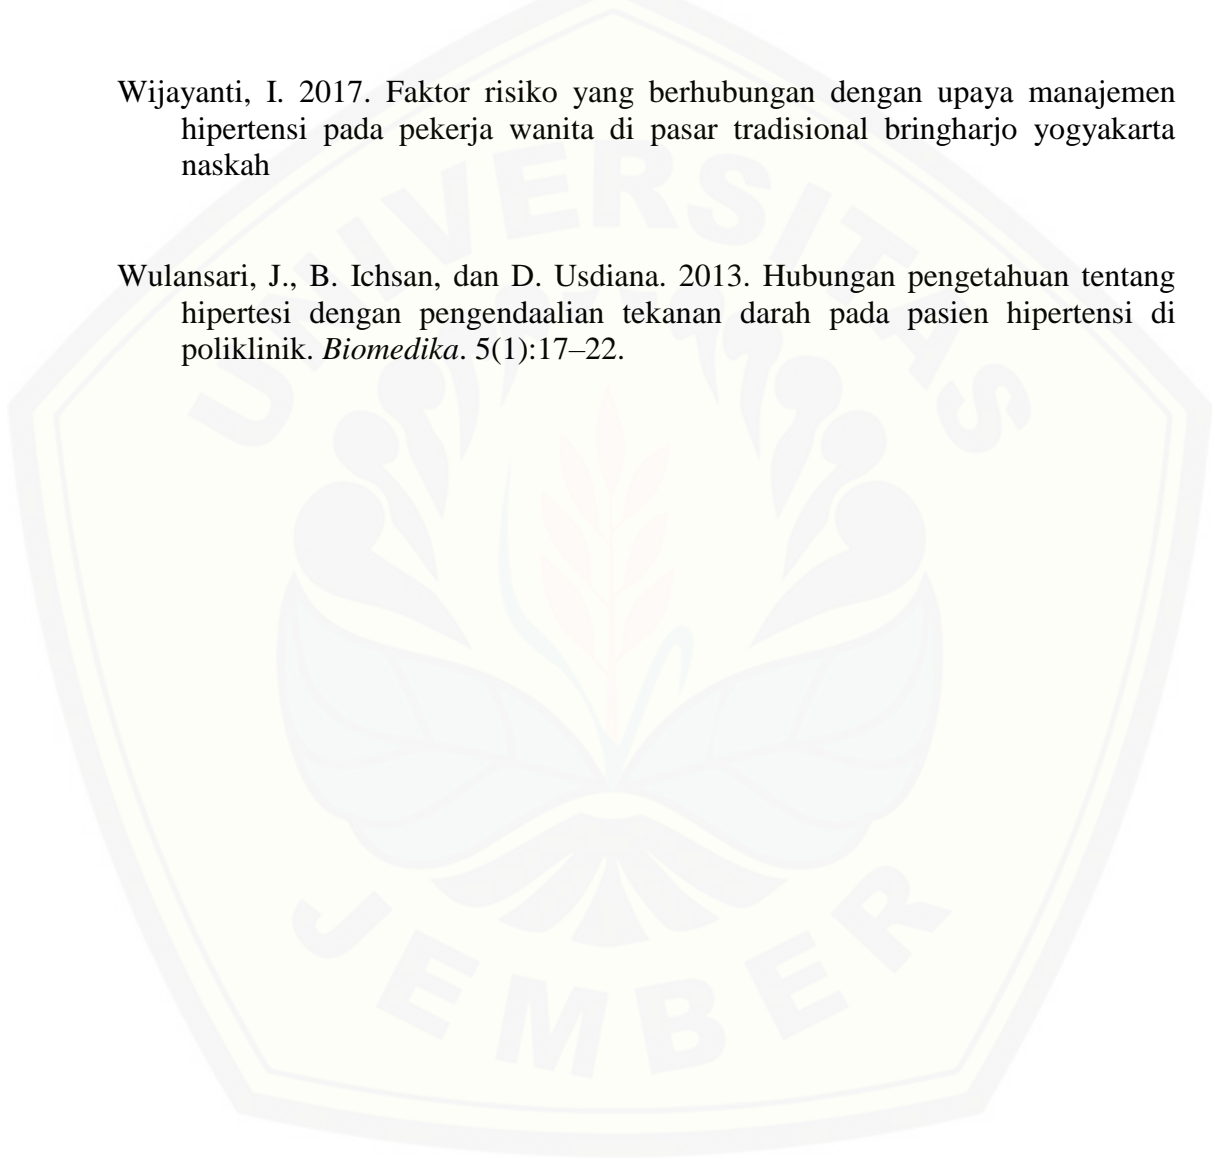 Wijayanti, I. 2017. Faktor risiko yang berhubungan dengan upaya manajemen
hipertensi pada pekerja wanita di pasar tradisional bringharjo yogyakarta
naskah
Wulansari, J., B. Ichsan, dan D. Usdiana. 2013. Hubungan pengetahuan tentang
hipertesi dengan pengendaalian tekanan darah pada pasien hipertensi di
poliklinik. Biomedika. 5(1):17–22.
UNIVERSITAS
JEMBER